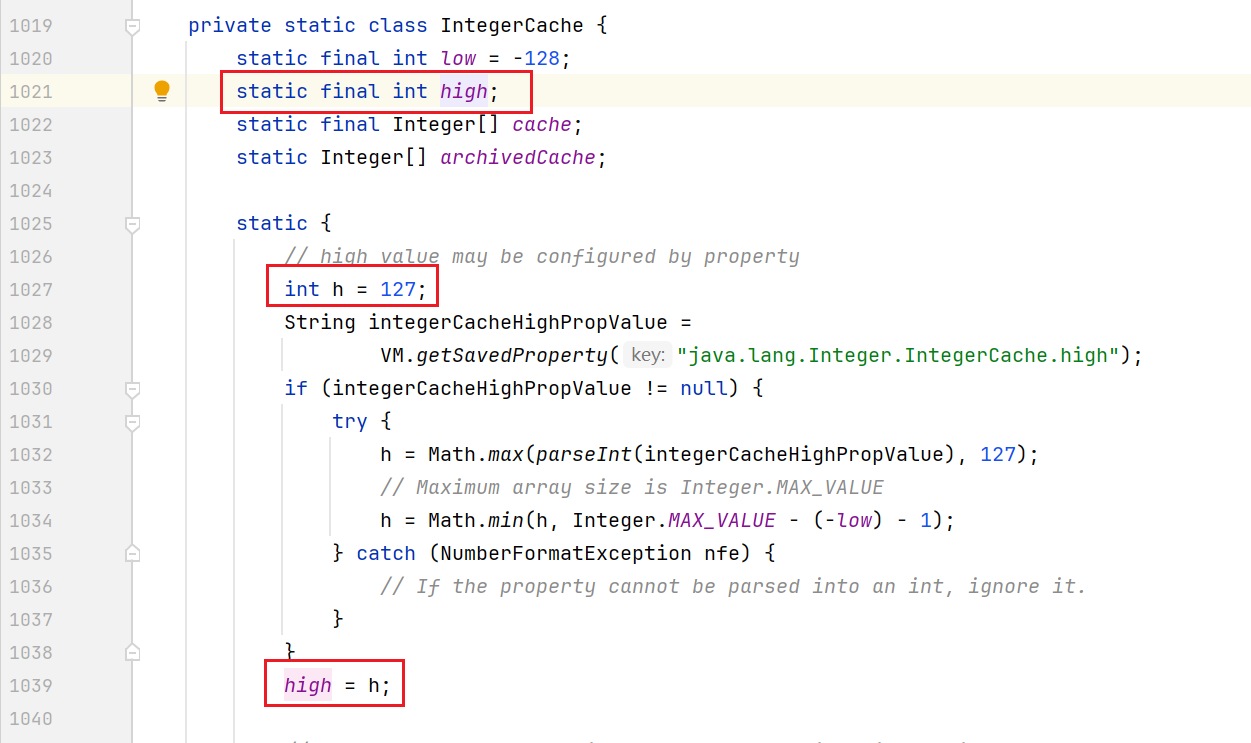 1019 private static class IntegerCache {
1020 static final int low = -128;
1021 static final int high;
1022 static final Integer[] cache;
1023 static Integer[] archivedCache;
1024
1025 static {
1026 // high value may be configured by property
1027 int h = 127;
1028 String integerCacheHighPropValue =
1029 VM.getSavedProperty( key: "java.lang.Integer.IntegerCache.high");
1030 if (integerCacheHighPropValue != null) {
1031 try {
1032 h = Math.max(parseInt(integerCacheHighPropValue), 127);
1033 // Maximum array size is Integer.MAX_VALUE
1034 h = Math.min(h, Integer.MAX_VALUE - (-low) - 1);
1035 } catch (NumberFormatException nfe) {
1036 // If the property cannot be parsed into an int, ignore it.
1037 }
1038 }
1039 high = h;
1040